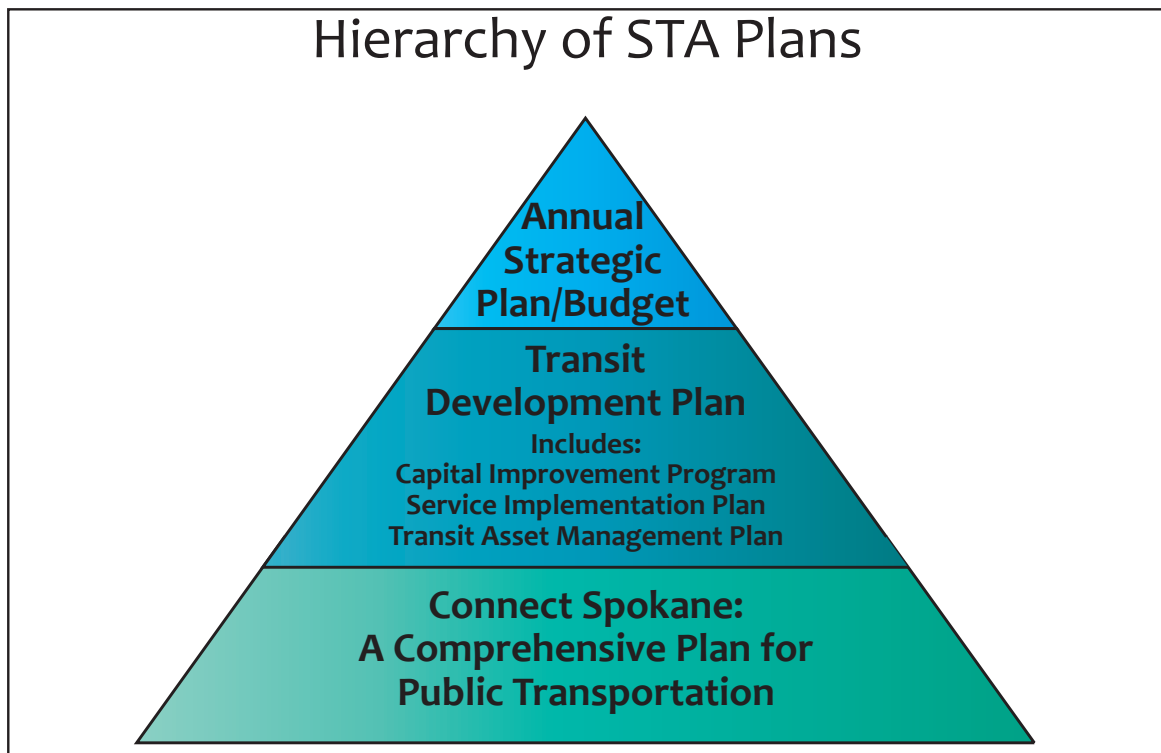 Hierarchy of STA Plans
Annual
Strategic
Plan/Budget
Transit
Development Plan
Includes:
Capital Improvement Program
Service Implementation Plan
Transit Asset Management Plan
Connect Spokane:
A Comprehensive Plan for
Public Transportation